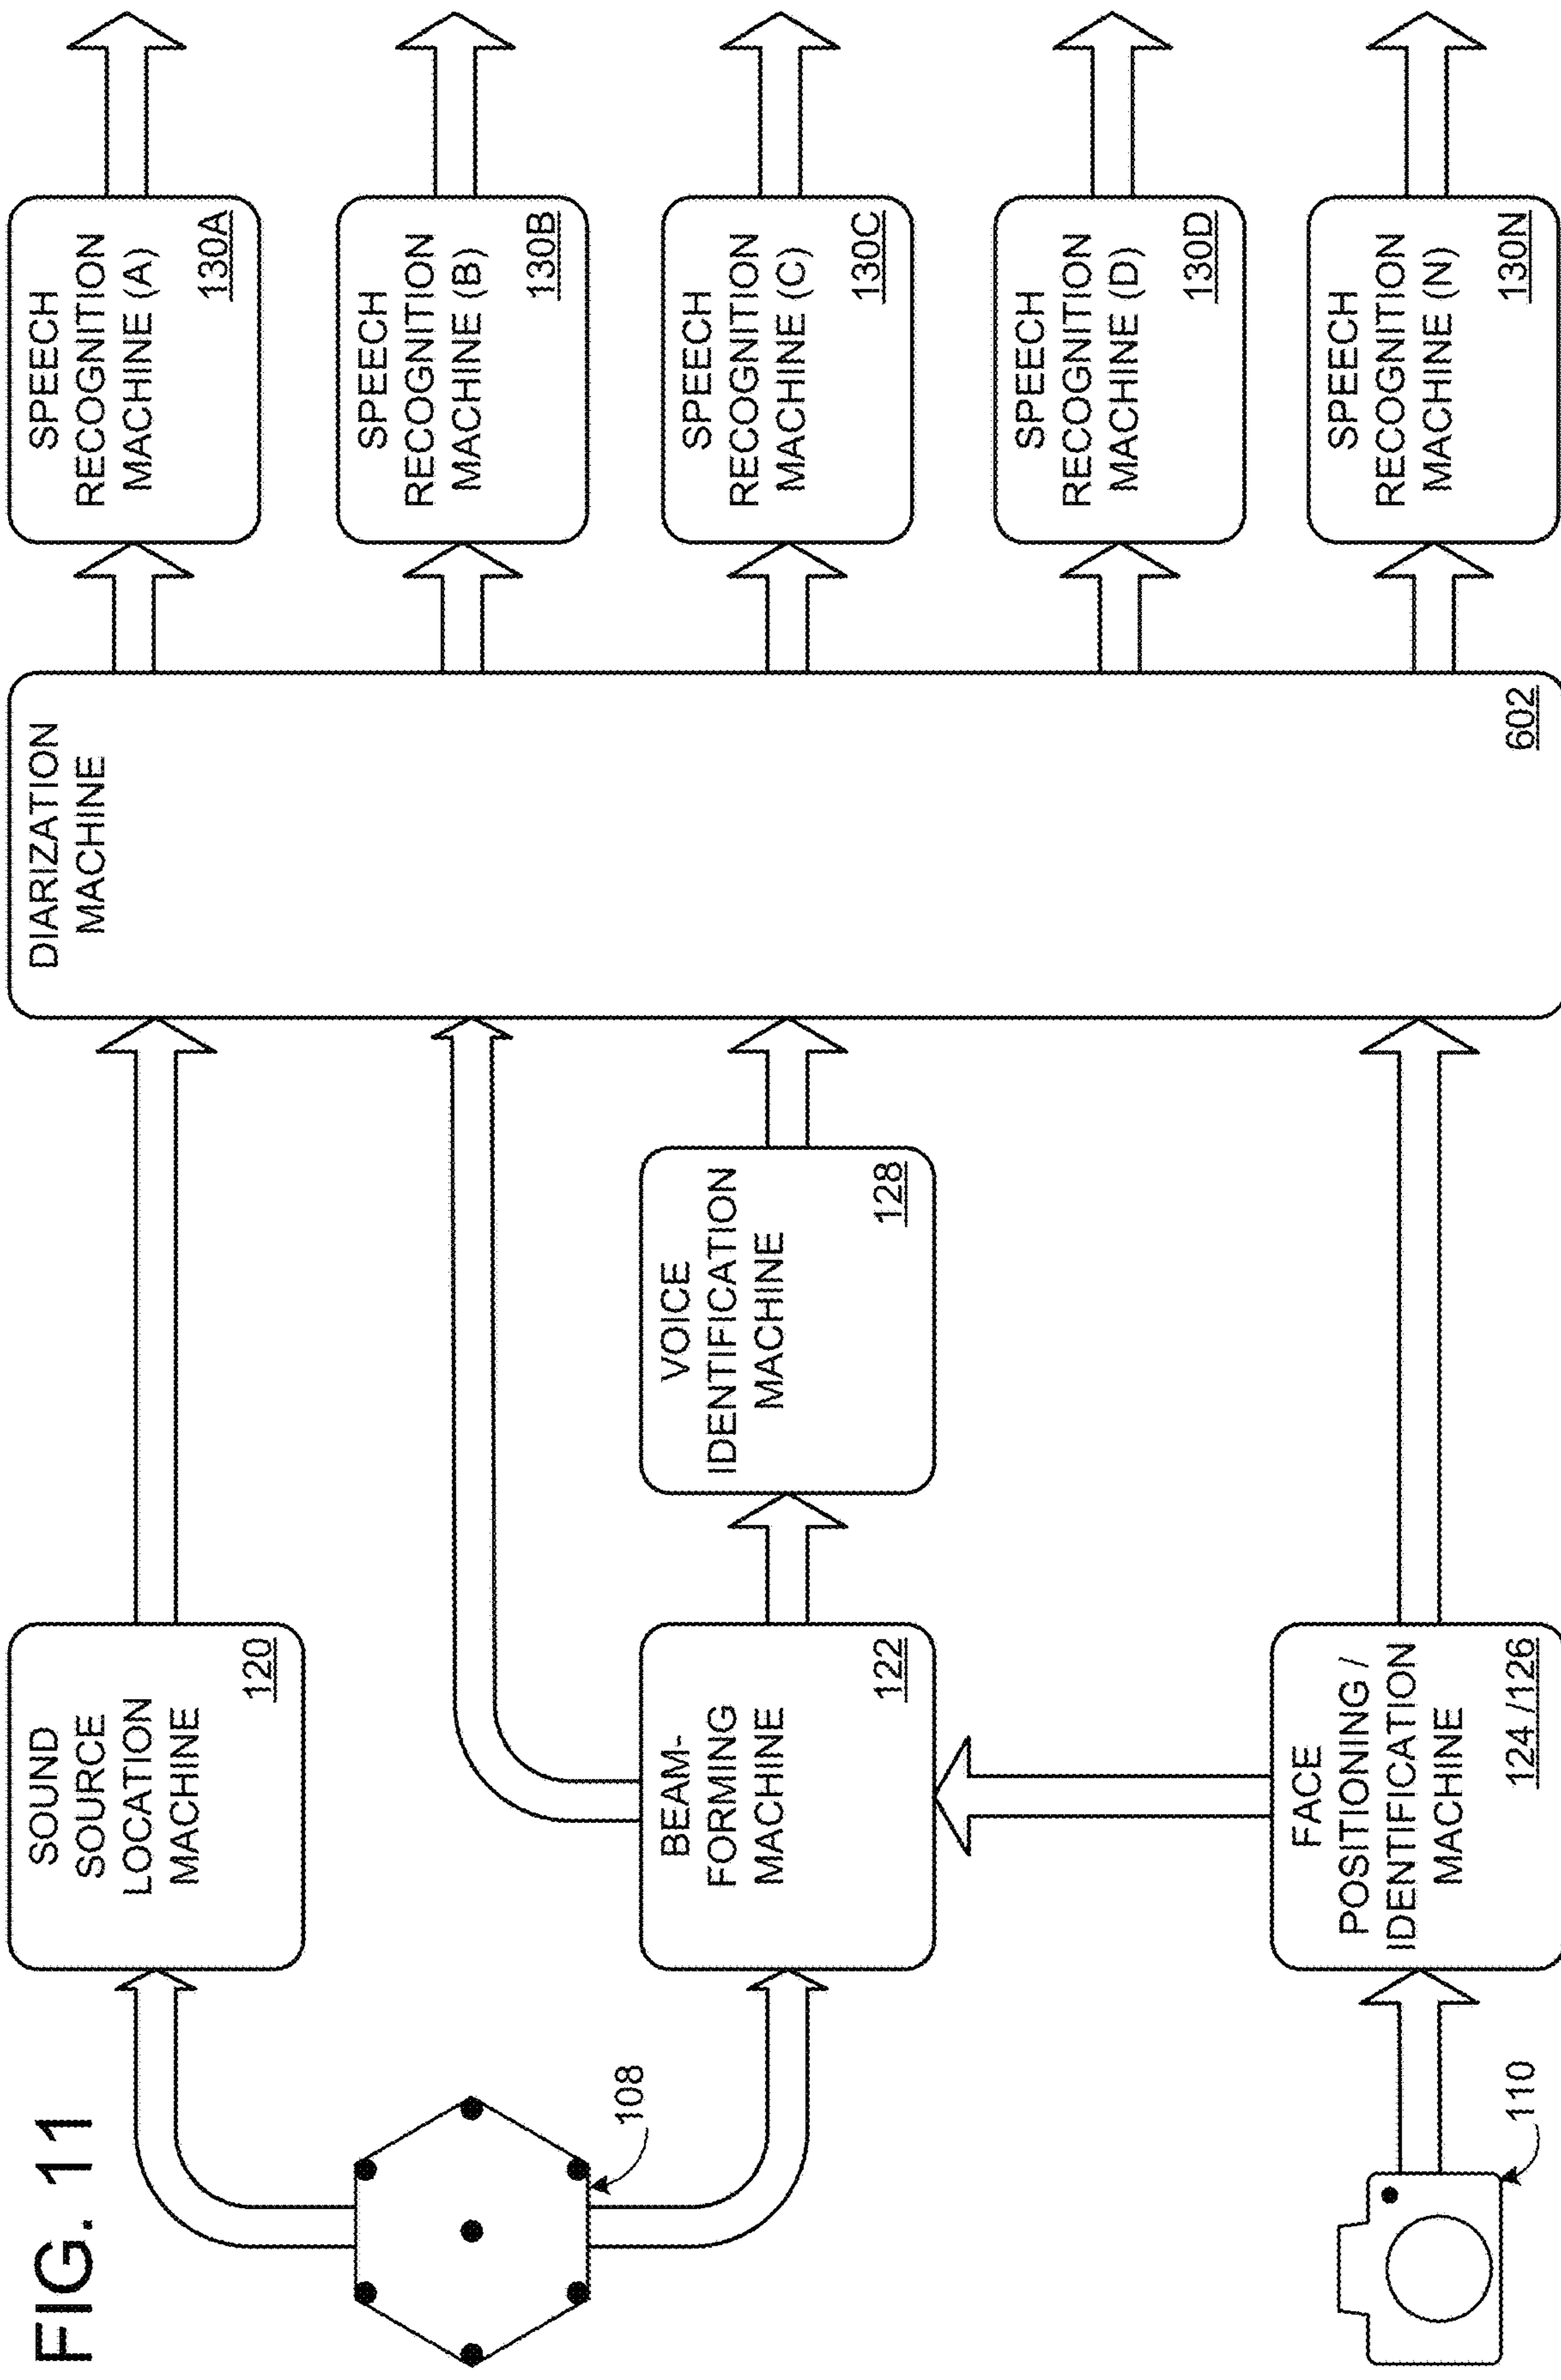 FIG. 11
108
110
SOUND
SOURCE
LOCATION
MACHINE
120
BEAM-
FORMING
MACHINE
122
FACE
POSITIONING /
IDENTIFICATION
MACHINE
124 /126
VOICE
IDENTIFICATION
MACHINE
128
DIARIZATION
MACHINE
602
SPEECH
RECOGNITION
MACHINE (A)
130A
SPEECH
RECOGNITION
MACHINE (B)
130B
SPEECH
RECOGNITION
MACHINE (C)
130C
SPEECH
RECOGNITION
MACHINE (D)
130D
SPEECH
RECOGNITION
MACHINE (N)
130N